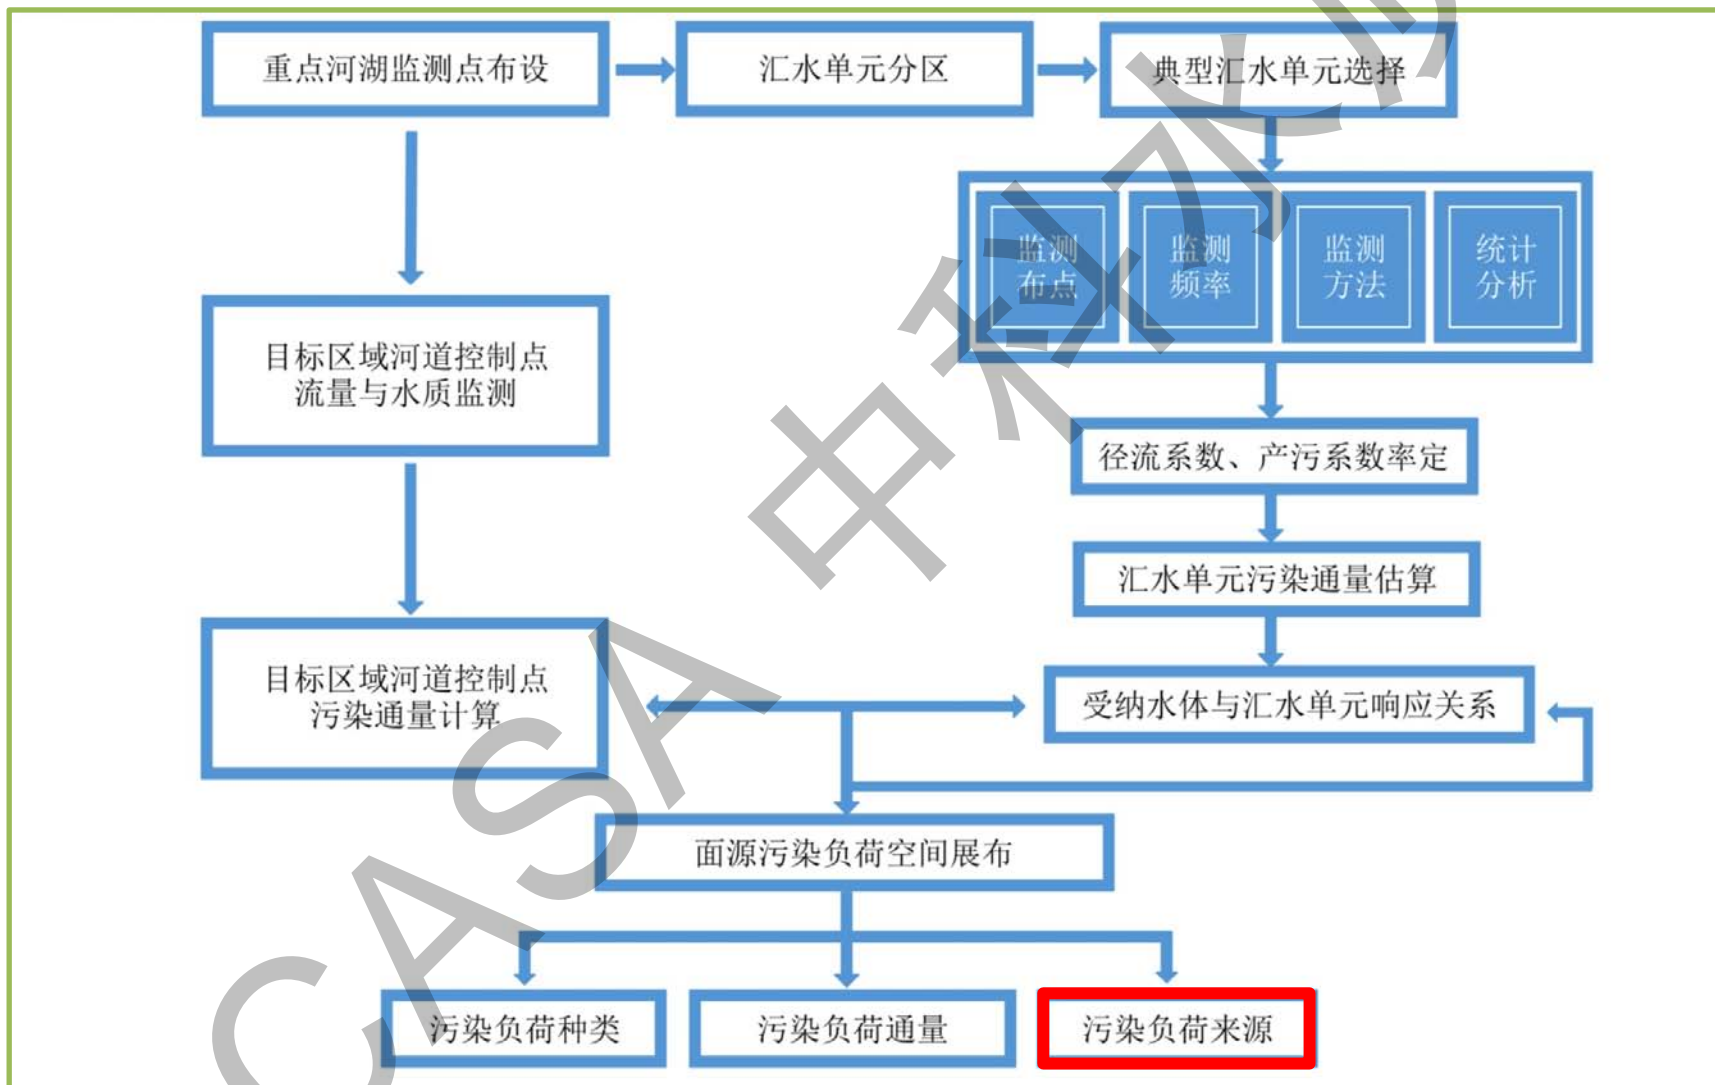 重点河湖监测点布设
汇水单元分区
典型汇水单元选择
监测
布点
监测
频率
监测
方法
统计
分析
目标区域河道控制点
流量与水质监测
径流系数、产污系数率定
汇水单元污染通量估算
目标区域河道控制点
污染通量计算
受纳水体与汇水单元响应关系
面源污染负荷空间展布
污染负荷种类
污染负荷通量
污染负荷来源
CASA 中科水